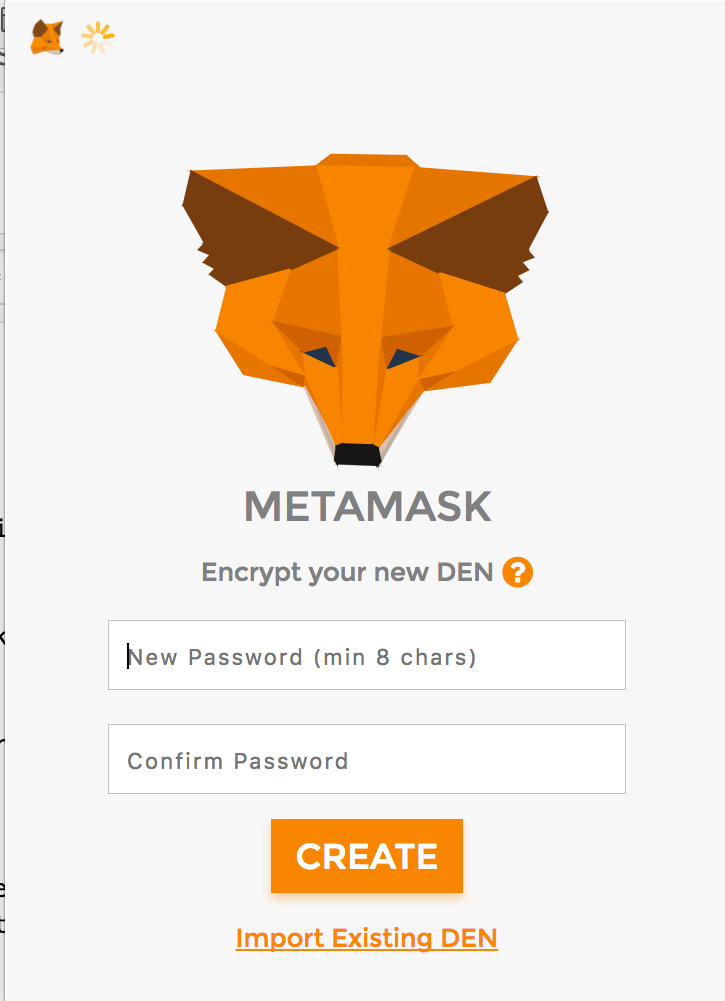 METAMASK
Encrypt your new DEN ?
New Password (min 8 chars)
Confirm Password
CREATE
Import Existing DEN